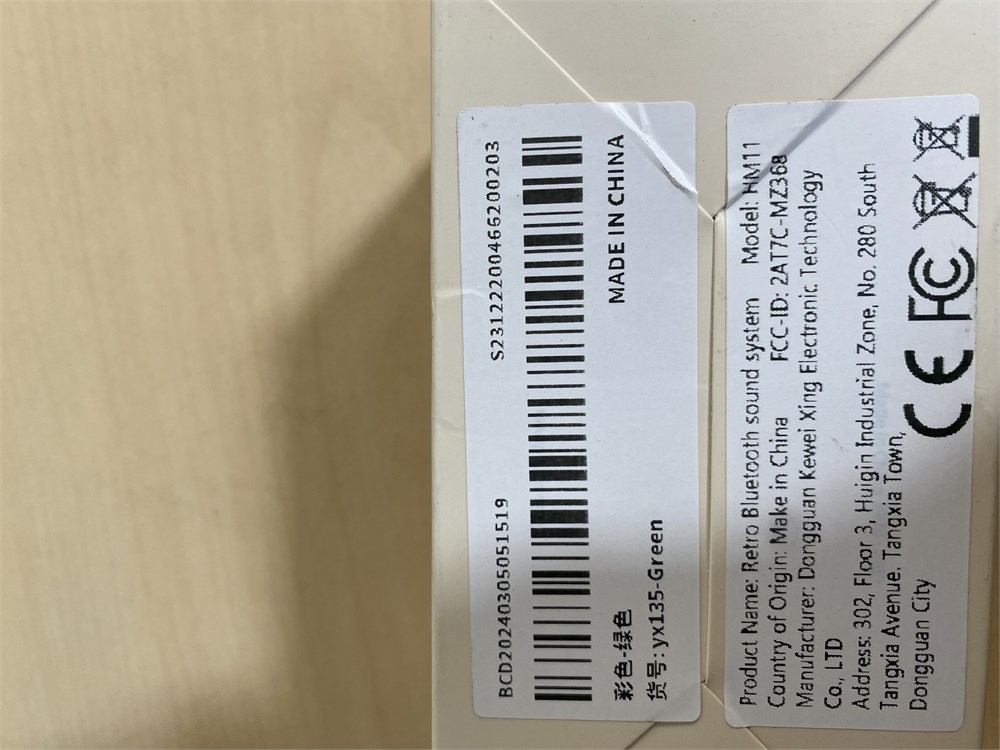 BCD20240305051519 S23122200466200203
彩色-绿色 MADE IN CHINA
货号: yx135-Green
Product Name: Retro Bluetooth sound system Model: HM11
Country of Origin: Make in China FCC-ID: 2AT7C-MZ368
Manufacturer: Dongguan Kewei Xing Electronic Technology
Co., LTD
Address: 302, Floor 3, Huigin Industrial Zone, No. 280 South
Tangxia Avenue. Tangxia Town,
Dongguan City
CE FC